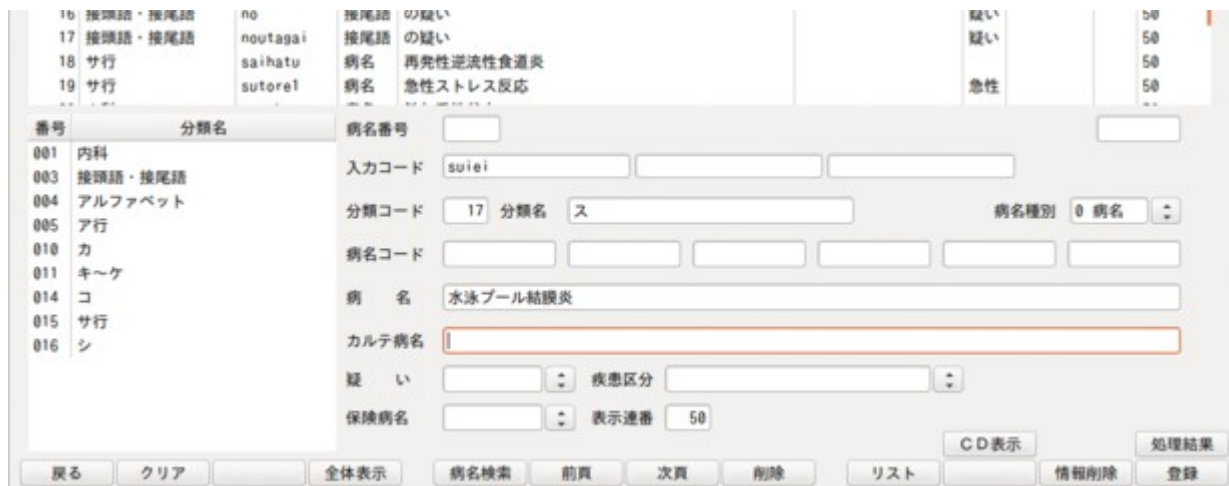 16 接頭語・接尾語 no 接尾語 の疑い 疑い 50
17 接頭語・接尾語 noutagai 接尾語 の疑い 疑い 50
18 サ行 saihatu 病名 再発性逆流性食道炎 50
19 サ行 sutore1 病名 急性ストレス反応 急性 50
番号 分類名
001 内科
003 接頭語・接尾語
004 アルファベット
005 ア行
010 カ
011 キ〜ケ
014 コ
015 サ行
016 シ
病名番号
入力コード suiei
分類コード 17 分類名 ス 病名種別 0 病名
病名コード
病 名 水泳プール結膜炎
カルテ病名
疑 い 疾患区分
保険病名 表示連番 50
CD表示 処理結果
戻る クリア 全体表示 病名検索 前頁 次頁 削除 リスト 情報削除 登録